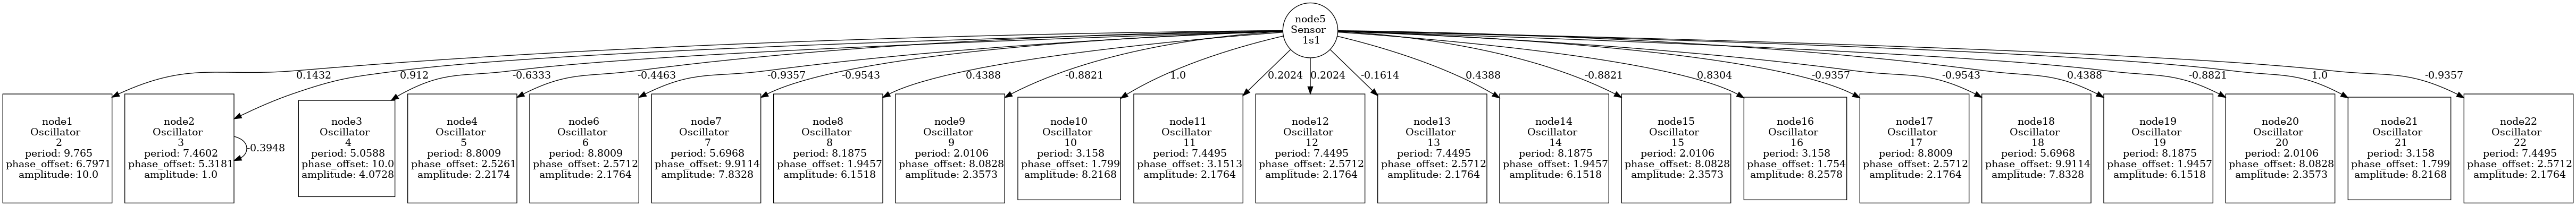 node5
Sensor
1s1
0.1432
0.912
-0.6333
-0.4463
-0.9357
-0.9543
0.4388
-0.8821
1.0
0.2024
0.2024
-0.1614
0.4388
-0.8821
0.8304
-0.9357
-0.9543
0.4388
-0.8821
1.0
-0.9357
node1
Oscillator
2
period: 9.765
phase_offset: 6.7971
amplitude: 10.0
node2
Oscillator
3
period: 7.4602
phase_offset: 5.3181
amplitude: 1.0
-0.3948
node3
Oscillator
4
period: 5.0588
phase_offset: 10.0
amplitude: 4.0728
node4
Oscillator
5
period: 8.8009
phase_offset: 2.5261
amplitude: 2.2174
node6
Oscillator
6
period: 8.8009
phase_offset: 2.5712
amplitude: 2.1764
node7
Oscillator
7
period: 5.6968
phase_offset: 9.9114
amplitude: 7.8328
node8
Oscillator
8
period: 8.1875
phase_offset: 1.9457
amplitude: 6.1518
node9
Oscillator
9
period: 2.0106
phase_offset: 8.0828
amplitude: 2.3573
node10
Oscillator
10
period: 3.158
phase_offset: 1.799
amplitude: 8.2168
node11
Oscillator
11
period: 7.4495
phase_offset: 3.1513
amplitude: 2.1764
node12
Oscillator
12
period: 7.4495
phase_offset: 2.5712
amplitude: 2.1764
node13
Oscillator
13
period: 7.4495
phase_offset: 2.5712
amplitude: 2.1764
node14
Oscillator
14
period: 8.1875
phase_offset: 1.9457
amplitude: 6.1518
node15
Oscillator
15
period: 2.0106
phase_offset: 8.0828
amplitude: 2.3573
node16
Oscillator
16
period: 3.158
phase_offset: 1.754
amplitude: 8.2578
node17
Oscillator
17
period: 8.8009
phase_offset: 2.5712
amplitude: 2.1764
node18
Oscillator
18
period: 5.6968
phase_offset: 9.9114
amplitude: 7.8328
node19
Oscillator
19
period: 8.1875
phase_offset: 1.9457
amplitude: 6.1518
node20
Oscillator
20
period: 2.0106
phase_offset: 8.0828
amplitude: 2.3573
node21
Oscillator
21
period: 3.158
phase_offset: 1.799
amplitude: 8.2168
node22
Oscillator
22
period: 7.4495
phase_offset: 2.5712
amplitude: 2.1764